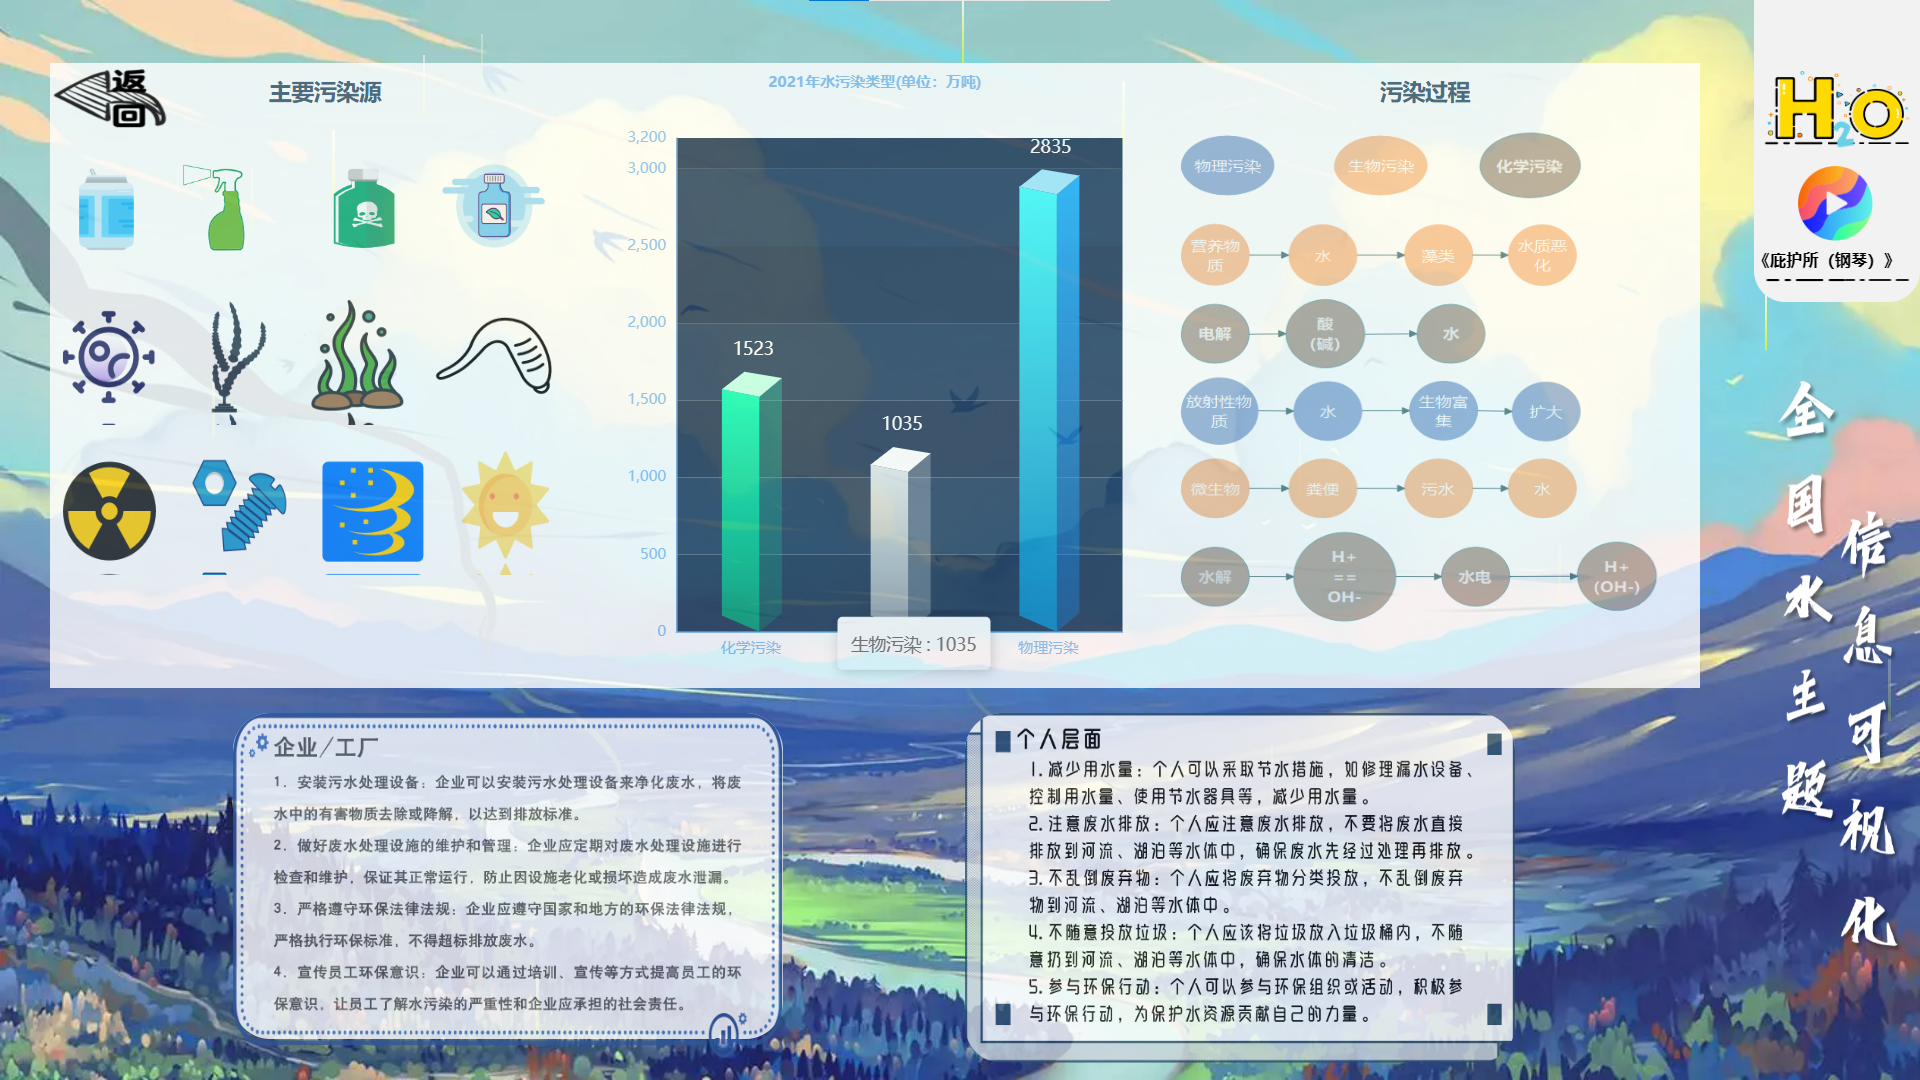 返回
主要污染源
2021年水污染类型(单位：万吨)
3,200
3,000
2,500
2,000
1,500
1,000
500
0
2835
1523
1035
化学污染
生物污染 : 1035
物理污染
污染过程
物理污染
生物污染
化学污染
营养物
质
水
藻类
水质恶
化
电解
酸
(碱)
水
放射性物
质
水
生物富
集
扩大
微生物
粪便
污水
水
水解
H+
==
OH-
水电
H+
(OH-)
H2O
《庇护所（钢琴）》
全国水主题
信息可视化
企业/工厂
1. 安装污水处理设备：企业可以安装污水处理设备来净化废水，将废
水中的有害物质去除或降解，以达到排放标准。
2. 做好废水处理设施的维护和管理：企业应定期对废水处理设施进行
检查和维护，保证其正常运行，防止因设施老化或损坏造成废水泄漏。
3. 严格遵守环保法律法规：企业应遵守国家和地方的环保法律法规，
严格执行环保标准，不得超标排放废水。
4. 宣传员工环保意识：企业可以通过培训、宣传等方式提高员工的环
保意识，让员工了解水污染的严重性和企业应承担的社会责任。
个人层面
1.减少用水量：个人可以采取节水措施，如修理漏水设备、
控制用水量、使用节水器具等，减少用水量。
2.注意废水排放：个人应注意废水排放，不要将废水直接
排放到河流、湖泊等水体中，确保废水先经过处理再排放。
3.不乱倒废弃物：个人应将废弃物分类投放，不乱倒废弃
物到河流、湖泊等水体中。
4.不随意投放垃圾：个人应该将垃圾放入垃圾桶内，不随
意扔到河流、湖泊等水体中，确保水体的清洁。
5.参与环保行动：个人可以参与环保组织或活动，积极参
与环保行动，为保护水资源贡献自己的力量。